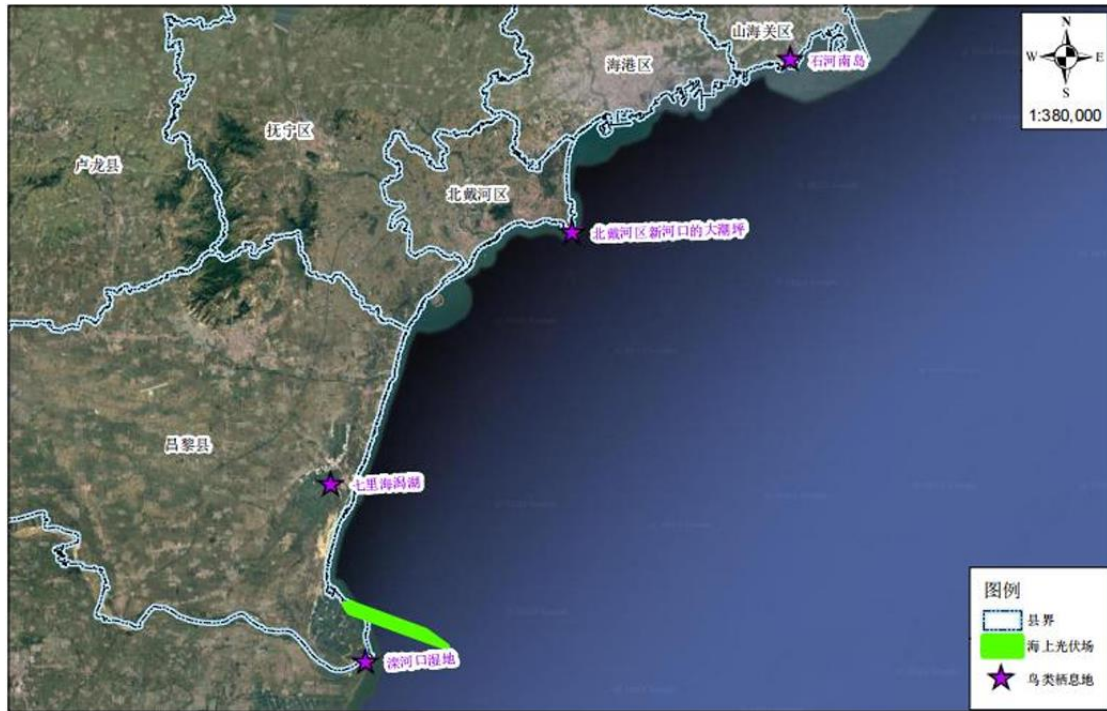 山海关区
N
石河南岛
海港区
W
E
S
1:380,000
抚宁区
卢龙县
北戴河区
北戴河区新河口的大潮坪
昌黎县
七里海潟湖
图例
县界
海上光伏场
滦河口湿地
鸟类栖息地